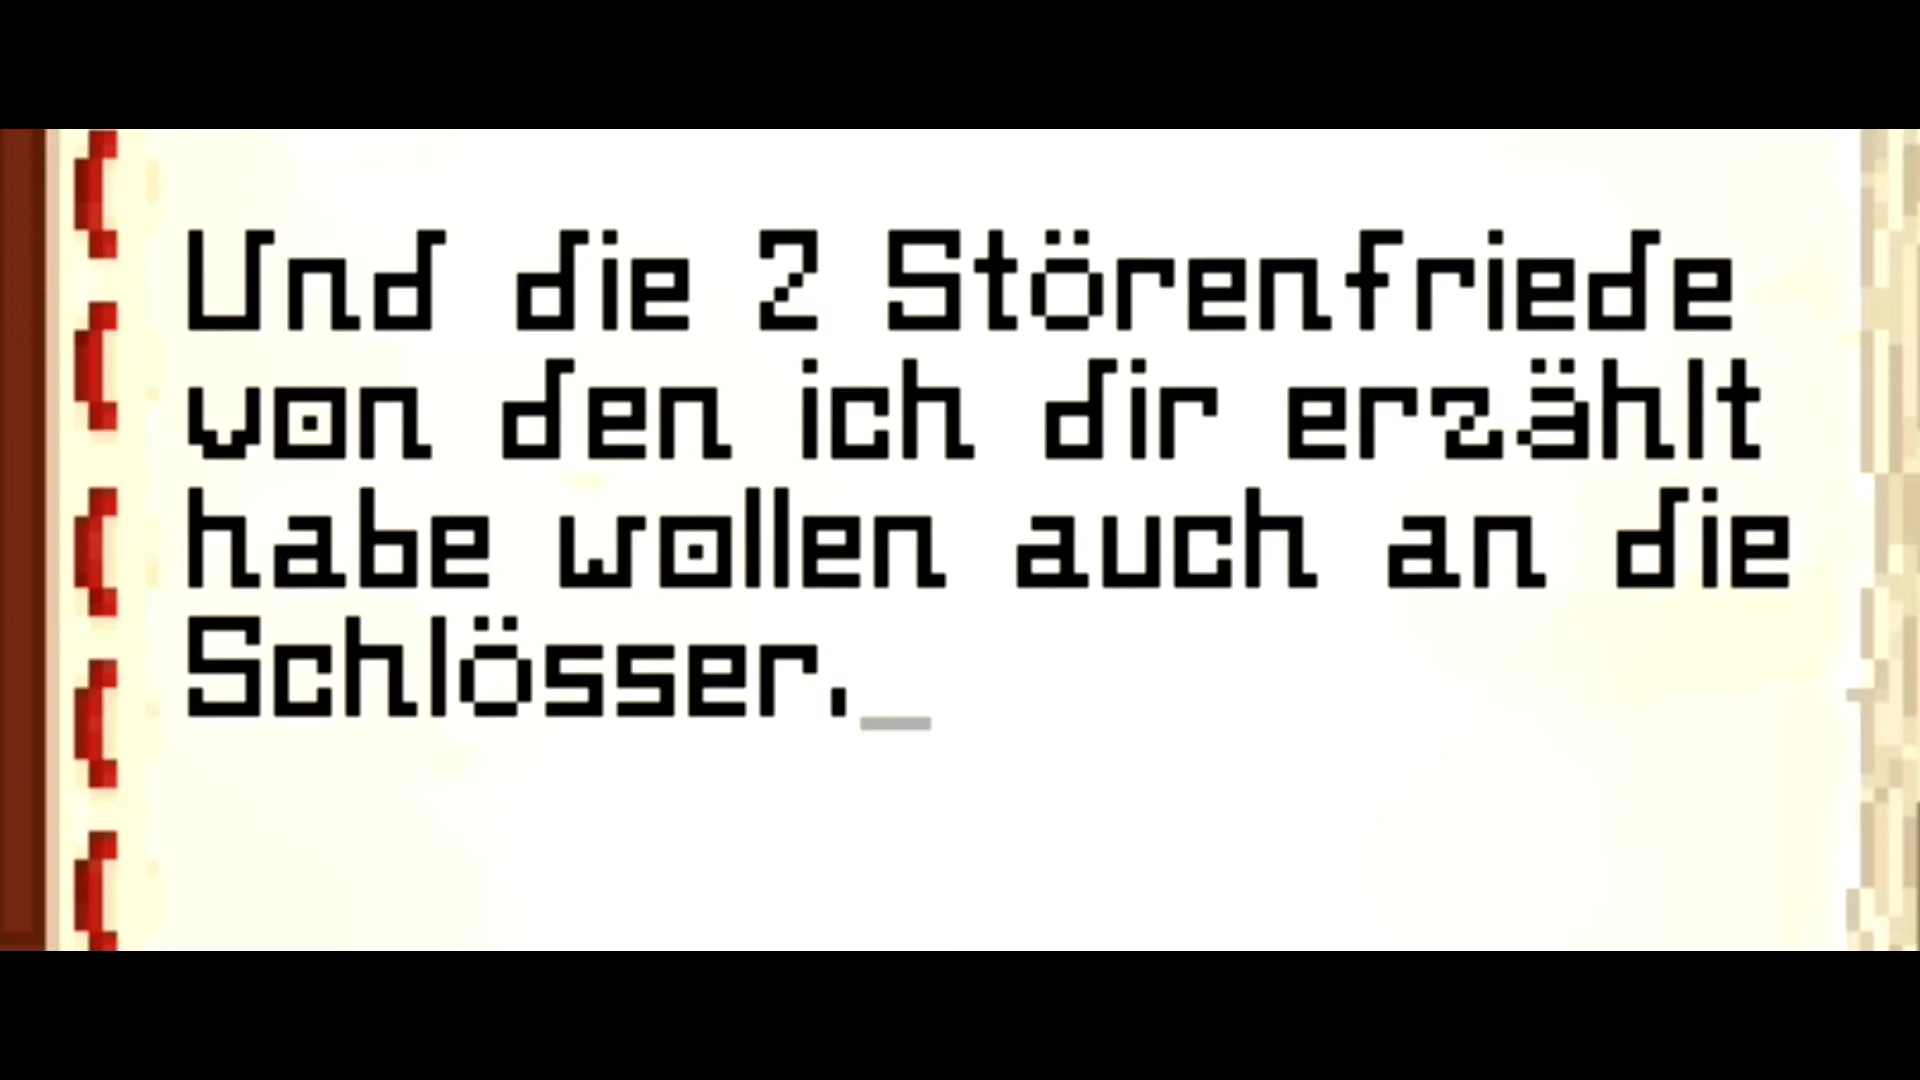 Und die 2 Störenfriede
von den ich dir erzählt
habe wollen auch an die
Schlösser._